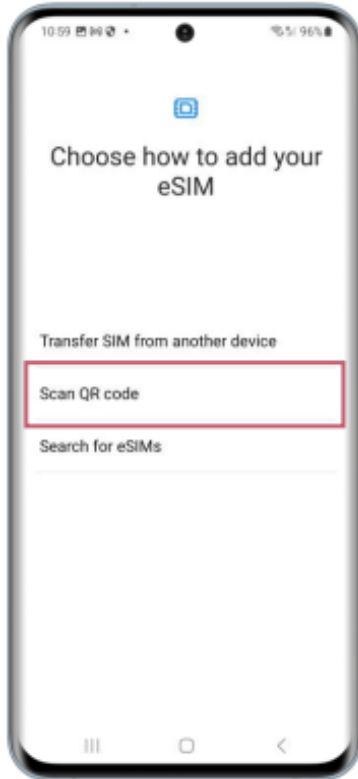 10:59
96%
Choose how to add your
eSIM
Transfer SIM from another device
Scan QR code
Search for eSIMs